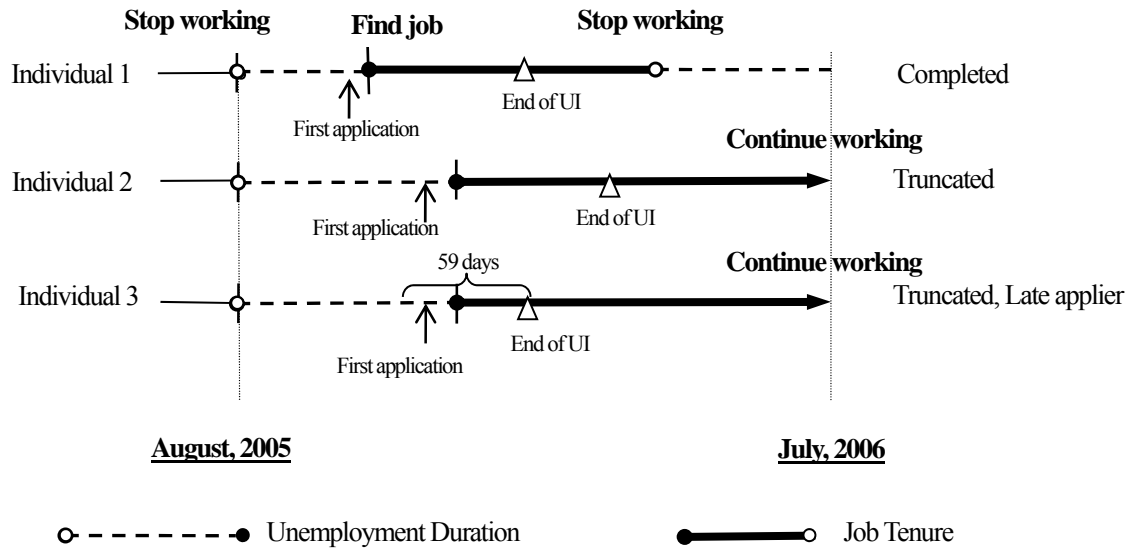 Stop working
Find job
Stop working
Individual 1
Completed
End of UI
First application
Continue working
Individual 2
Truncated
First application
End of UI
59 days
Continue working
Individual 3
Truncated, Late applier
First application
End of UI
August, 2005
July, 2006
Unemployment Duration
Job Tenure